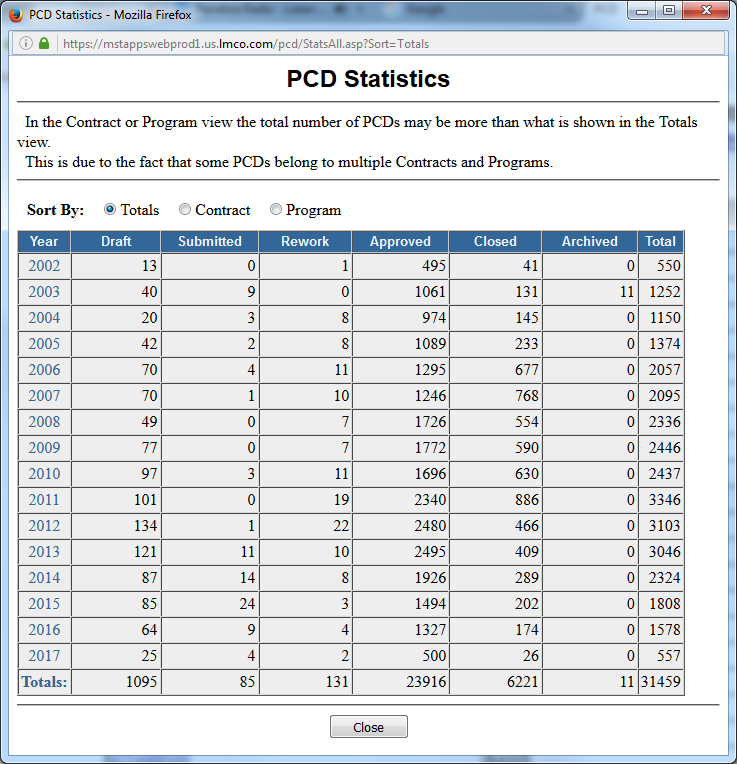 PCD Statistics - Mozilla Firefox
https://mstappswebprod1.us.lmco.com/pcd/StatsAll.asp?Sort=Totals
PCD Statistics
In the Contract or Program view the total number of PCDs may be more than what is shown in the Totals
view.
This is due to the fact that some PCDs belong to multiple Contracts and Programs.
Sort By: Totals Contract Program
Year Draft Submitted Rework Approved Closed Archived Total
2002 13 0 1 495 41 0 550
2003 40 9 0 1061 131 11 1252
2004 20 3 8 974 145 0 1150
2005 42 2 8 1089 233 0 1374
2006 70 4 11 1295 677 0 2057
2007 70 1 10 1246 768 0 2095
2008 49 0 7 1726 554 0 2336
2009 77 0 7 1772 590 0 2446
2010 97 3 11 1696 630 0 2437
2011 101 0 19 2340 886 0 3346
2012 134 1 22 2480 466 0 3103
2013 121 11 10 2495 409 0 3046
2014 87 14 8 1926 289 0 2324
2015 85 24 3 1494 202 0 1808
2016 64 9 4 1327 174 0 1578
2017 25 4 2 500 26 0 557
Totals: 1095 85 131 23916 6221 11 31459
Close